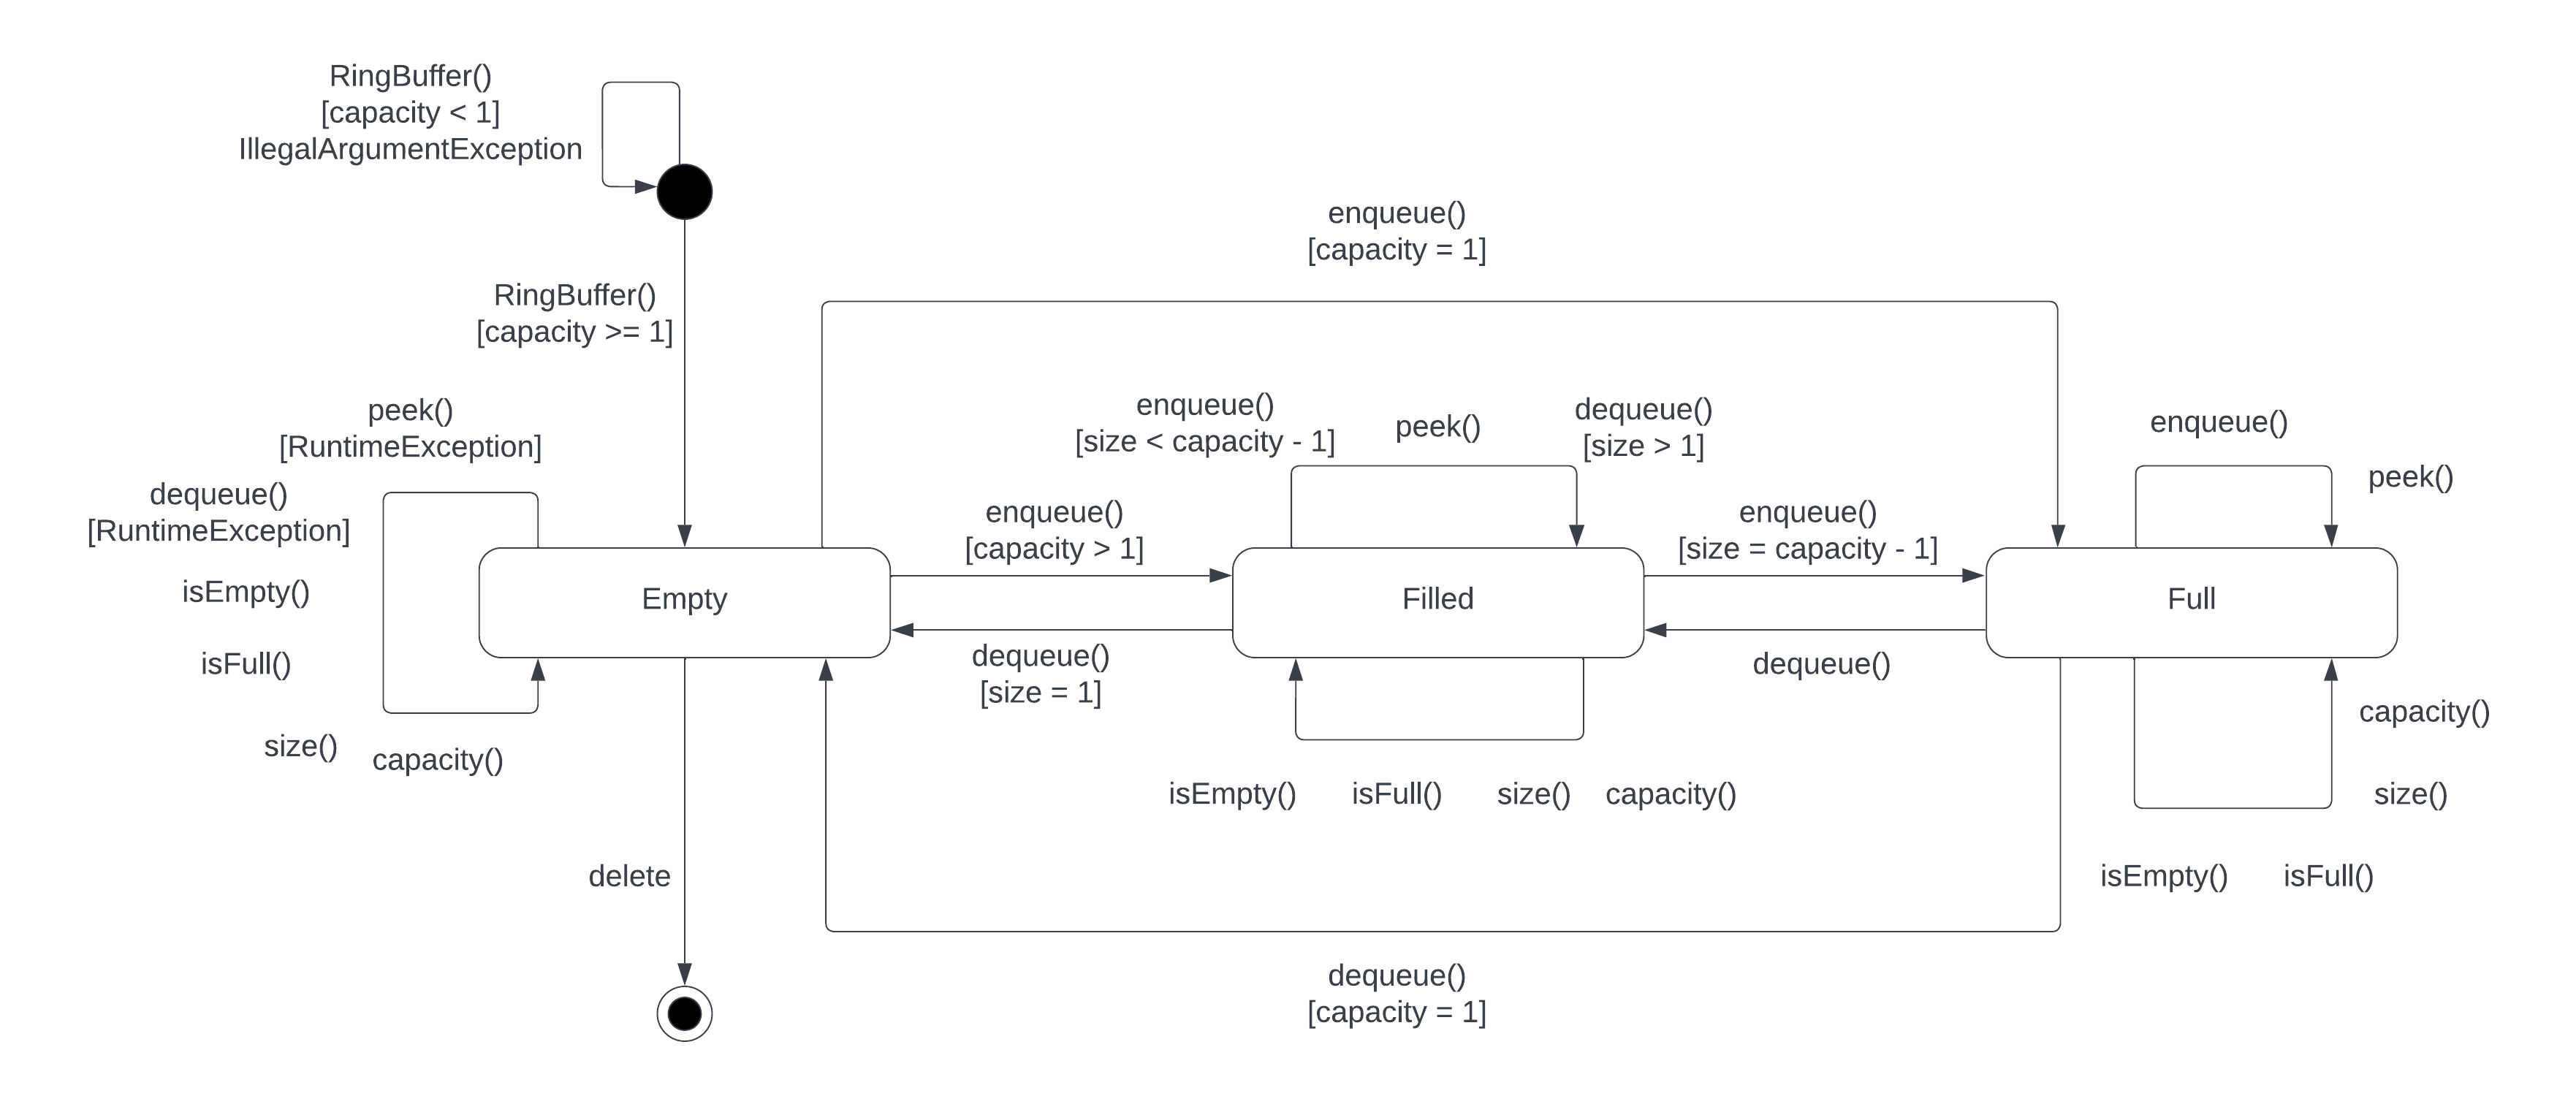 RingBuffer()
[capacity < 1]
IllegalArgumentException
enqueue()
[capacity = 1]
RingBuffer()
[capacity >= 1]
peek()
[RuntimeException]
enqueue()
[size < capacity - 1]
peek()
dequeue()
[size > 1]
enqueue()
peek()
dequeue()
[RuntimeException]
enqueue()
[capacity > 1]
enqueue()
[size = capacity - 1]
isEmpty()
Empty
Filled
Full
isFull()
dequeue()
[size = 1]
dequeue()
capacity()
size()
capacity()
isEmpty()
isFull()
size()
capacity()
size()
delete
isEmpty()
isFull()
dequeue()
[capacity = 1]